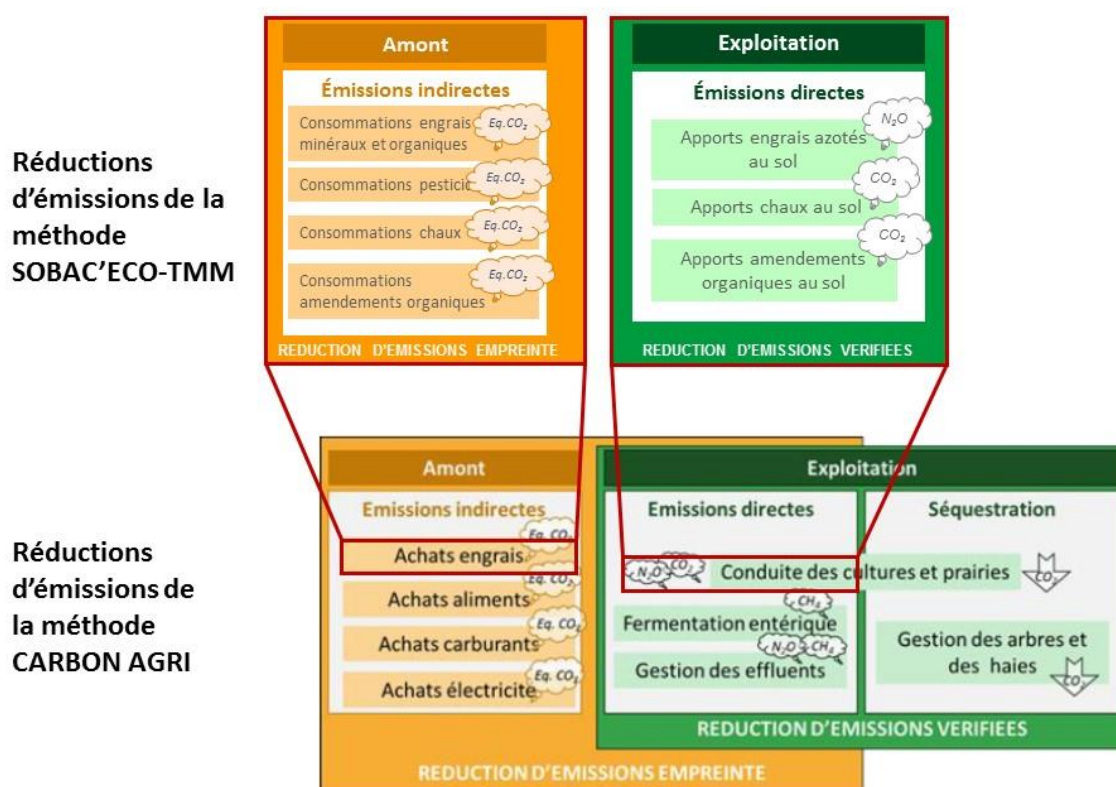 Réductions
d'émissions de la
méthode
SOBAC'ECO-TMM
Amont
Émissions indirectes
Consommations engrais
minéraux et organiques
Eq.CO₂
Consommations
Eq.CO₂
Consommations chaux
Eq.CO₂
Consommations
amendements organiques
Eq.CO₂
REDUCTION D'EMISSIONS EMPREINTE
Exploitation
Émissions directes
N₂O
Apports engrais azotés
au sol
CO₂
Apports chaux au sol
CO₂
Apports amendements
organiques au sol
REDUCTION D'EMISSIONS VERIFIEES
Réductions
d'émissions de
la méthode
CARBON AGRI
Amont
Emissions indirectes
Eq. CO
Achats engrais
Eq. CO₂
Achats aliments
Eq. CO₂
Achats carburants
Eq. CO₂
Achats électricite
Exploitation
Emissions directes
Séquestration
N₂O CO₂
Conduite des cultures et prairies
CO₂
CH₄
Fermentation entérique
N₂O CH₄
Gestion des effluents
Gestion des arbres et
des haies
CO₂
REDUCTION D'EMISSIONS VERIFIEES
REDUCTION D'EMISSIONS EMPREINTE